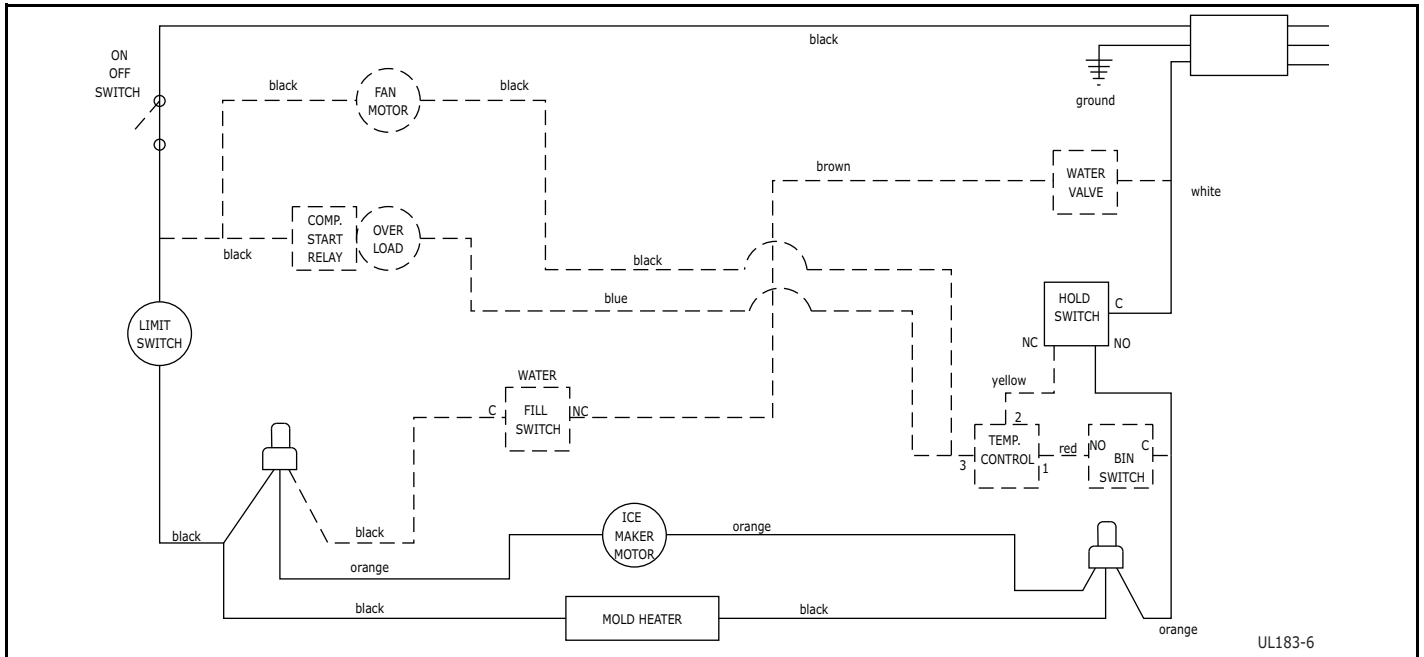 black
ON
OFF
SWITCH
black
FAN
MOTOR
black
ground
brown
WATER
VALVE
white
COMP.
START
RELAY
OVER
LOAD
black
black
blue
HOLD
SWITCH
C
NC
NO
LIMIT
SWITCH
WATER
C
FILL
SWITCH
NC
yellow
2
TEMP.
CONTROL
3
1
red
NO
C
BIN
SWITCH
black
black
ICE
MAKER
MOTOR
orange
orange
black
MOLD HEATER
black
orange
UL183-6